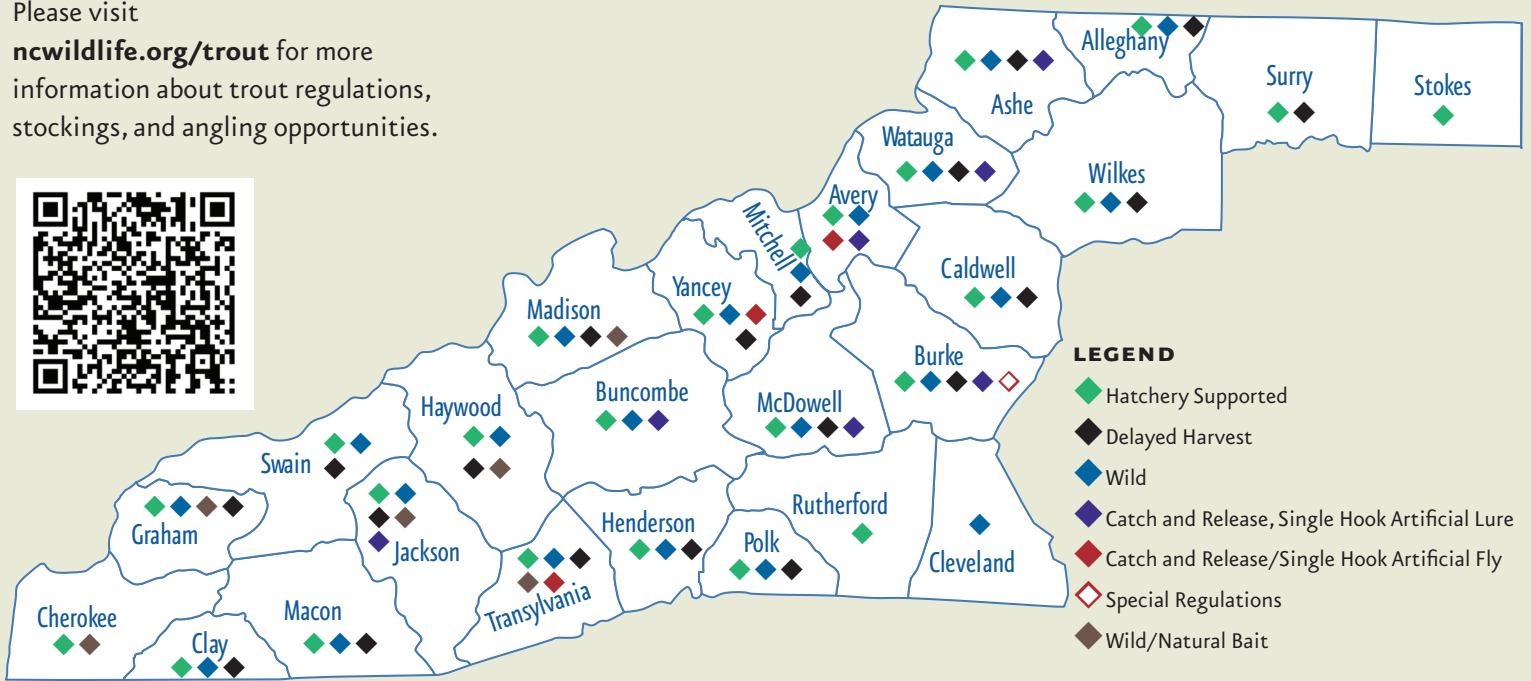 Please visit
ncwildlife.org/trout for more
information about trout regulations,
stockings, and angling opportunities.
Alleghany
Ashe
Surry
Stokes
Watauga
Wilkes
Avery
Mitchell
Caldwell
Yancey
Madison
Burke
Buncombe
McDowell
Haywood
Swain
Graham
Jackson
Henderson
Rutherford
Polk
Cleveland
Transylvania
Cherokee
Macon
Clay
LEGEND
Hatchery Supported
Delayed Harvest
Wild
Catch and Release, Single Hook Artificial Lure
Catch and Release/Single Hook Artificial Fly
Special Regulations
Wild/Natural Bait